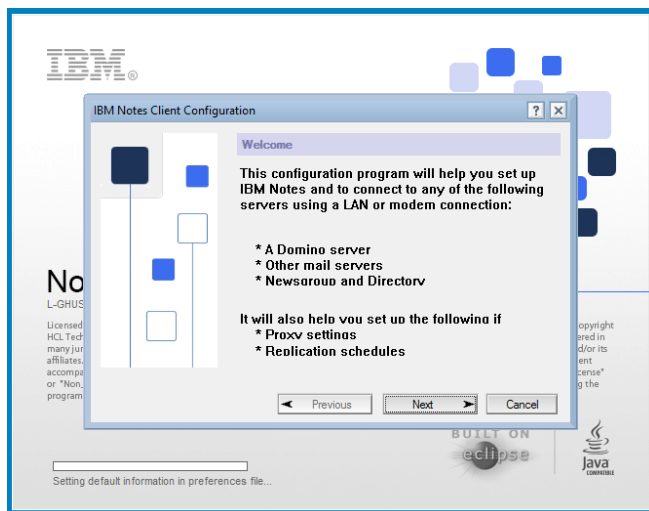 IBM®
IBM Notes Client Configuration
Welcome
This configuration program will help you set up
IBM Notes and to connect to any of the following
servers using a LAN or modem connection:
* A Domino server
* Other mail servers
* Newsgroup and Directory
It will also help you set up the following if
* Proxy settings
* Replication schedules
Previous Next Cancel
No
L-GHUS
Licensed opyright
HCL Tech ered in
many jur d/or its
affiliates. ent
accompa cense"
or "Non_ g the
program
BUILT ON
eclipse
Java
COMPATIBLE
Setting default information in preferences file...